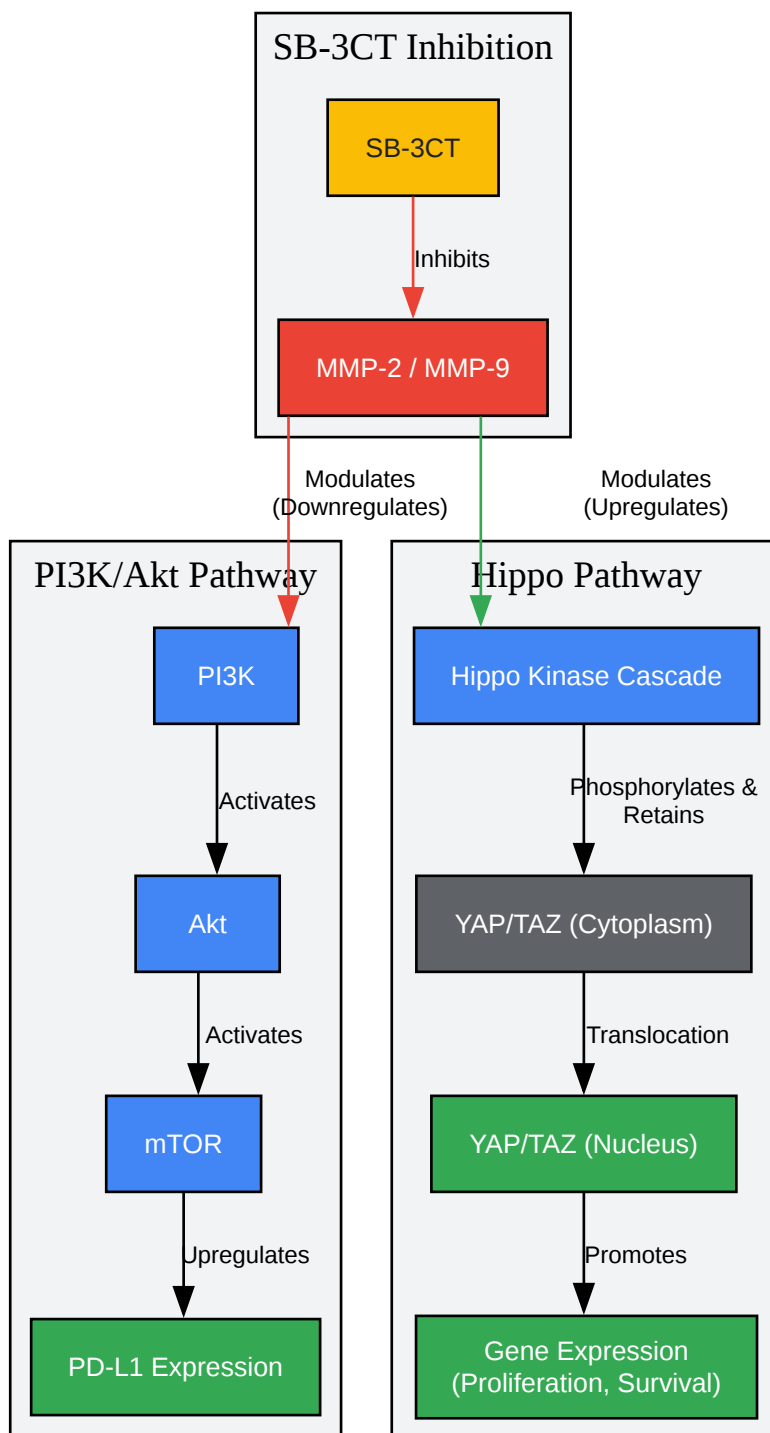 SB-3CT Inhibition
SB-3CT
Inhibits
MMP-2 / MMP-9
Modulates
(Downregulates)
Modulates
(Upregulates)
PI3K/Akt Pathway
PI3K
Activates
Akt
Activates
mTOR
Upregulates
PD-L1 Expression
Hippo Pathway
Hippo Kinase Cascade
Phosphorylates &
Retains
YAP/TAZ (Cytoplasm)
Translocation
YAP/TAZ (Nucleus)
Promotes
Gene Expression
(Proliferation, Survival)